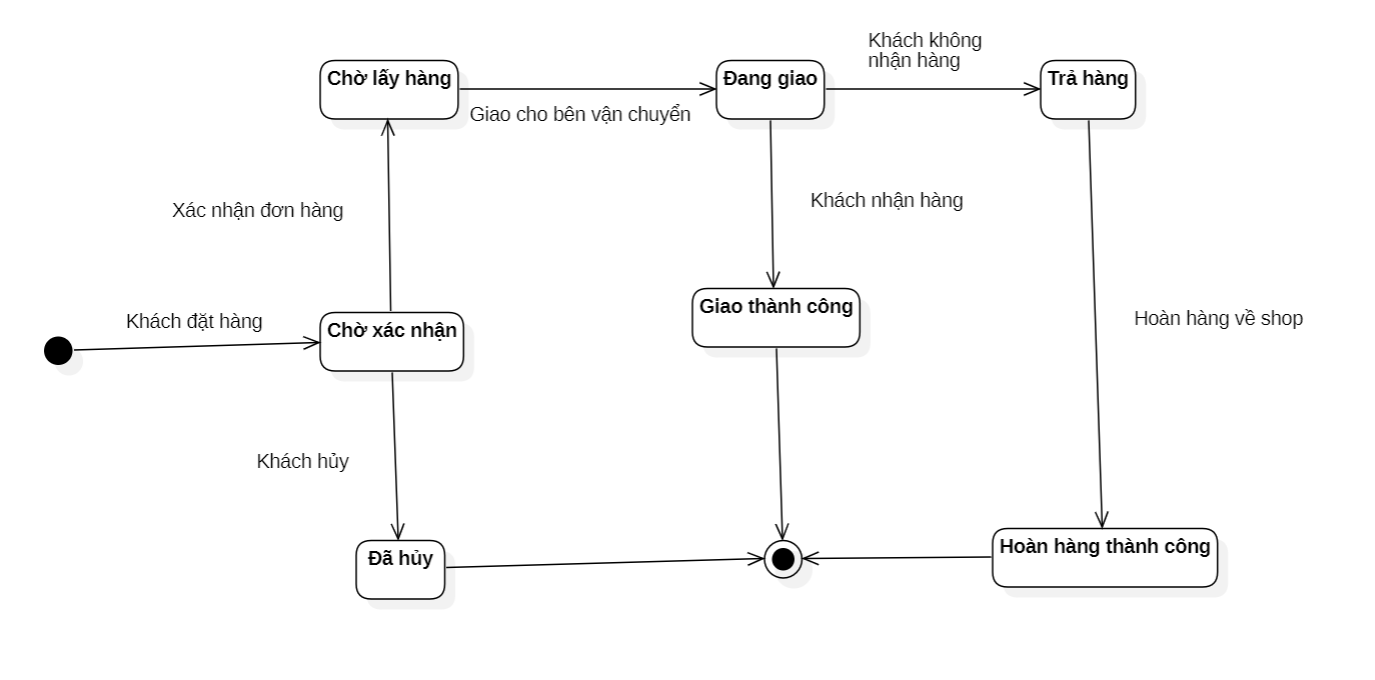 Khách không
nhận hàng
Chờ lấy hàng
Đang giao
Trả hàng
Giao cho bên vận chuyển
Khách nhận hàng
Xác nhận đơn hàng
Giao thành công
Khách đặt hàng
Chờ xác nhận
Hoàn hàng về shop
Khách hủy
Hoàn hàng thành công
Đã hủy